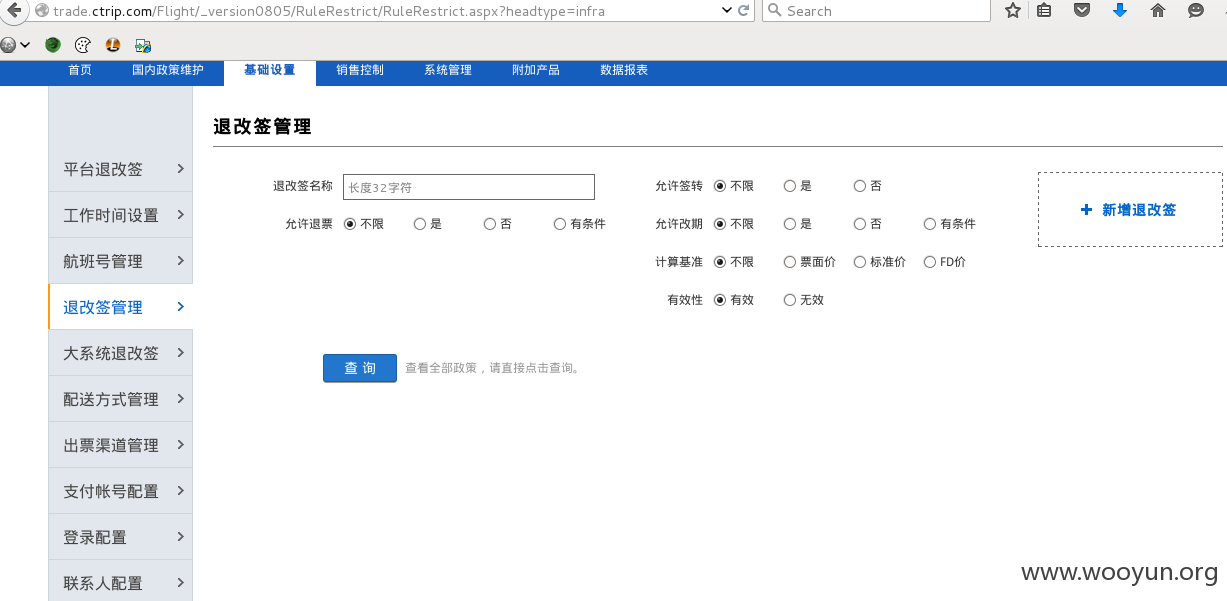 trade.ctrip.com/Flight/_version0805/RuleRestrict/RuleRestrict.aspx?headtype=infra
Search
首页 国内政策维护 基础设置 销售控制 系统管理 附加产品 数据报表
退改签管理
平台退改签
工作时间设置
航班号管理
退改签管理
大系统退改签
配送方式管理
出票渠道管理
支付帐号配置
登录配置
联系人配置
退改签名称 长度32字符 允许签转 不限 是 否
允许退票 不限 是 否 有条件 允许改期 不限 是 否 有条件
计算基准 不限 票面价 标准价 FD价
有效性 有效 无效
+ 新增退改签
查 询 查看全部政策，请直接点击查询。
www.wooyun.org